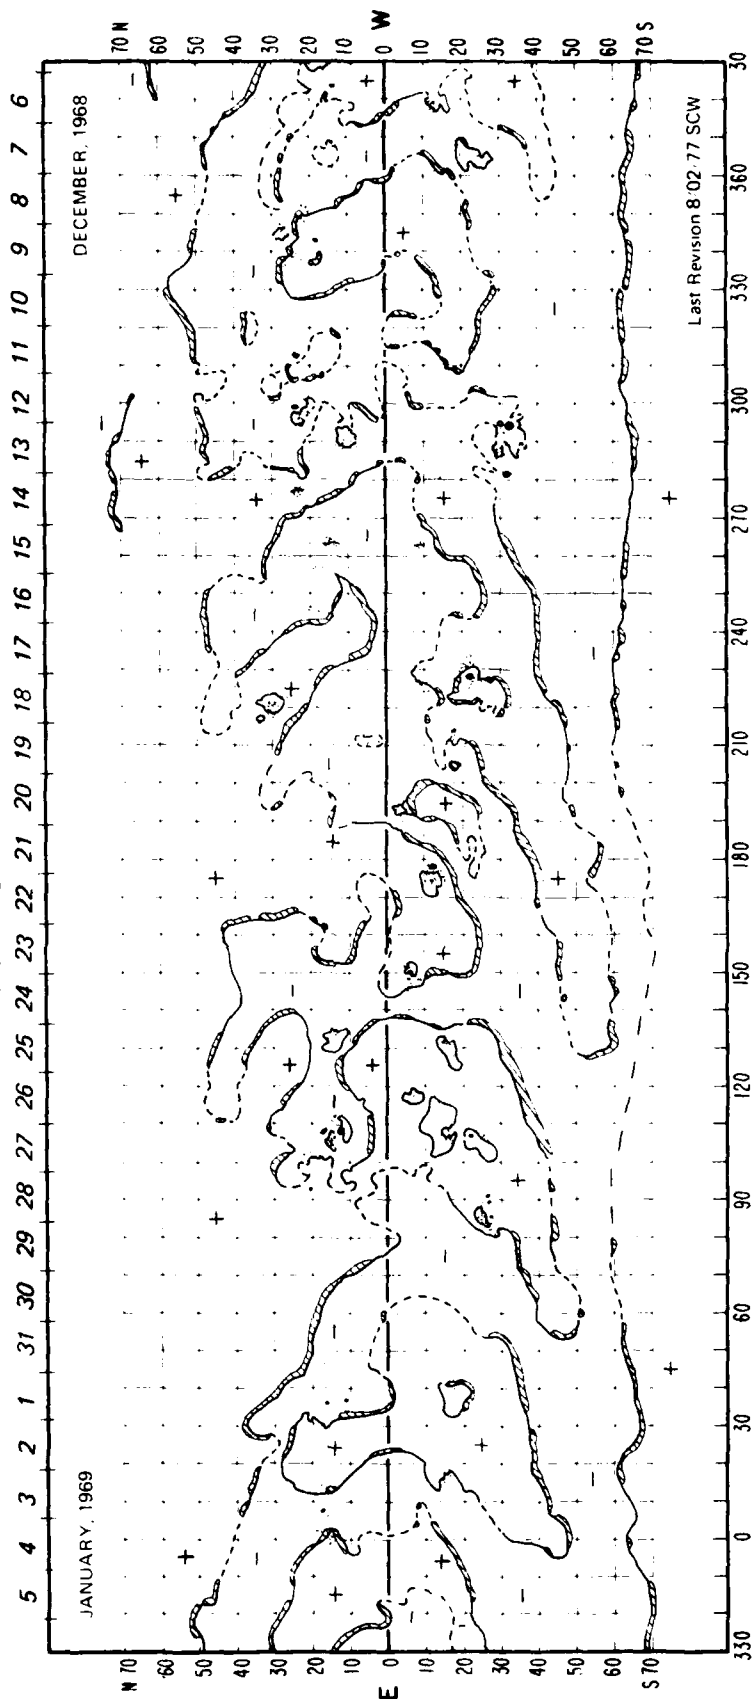 5 4 3 2 1 31 30 29 28 27 26 25 24 23 22 21 20 19 18 17 16 15 14 13 12 11 10 9 8 7 6
JANUARY, 1969
DECEMBER, 1968
N 70 60 50 40 30 20 10 0 10 20 30 40 50 60 70 S
E
70 N 60 50 40 30 20 10 0 10 20 30 40 50 60 70 S
W
Last Revision 8/02/77 SCW
330 0 30 60 90 120 150 180 210 240 270 300 330 360 30